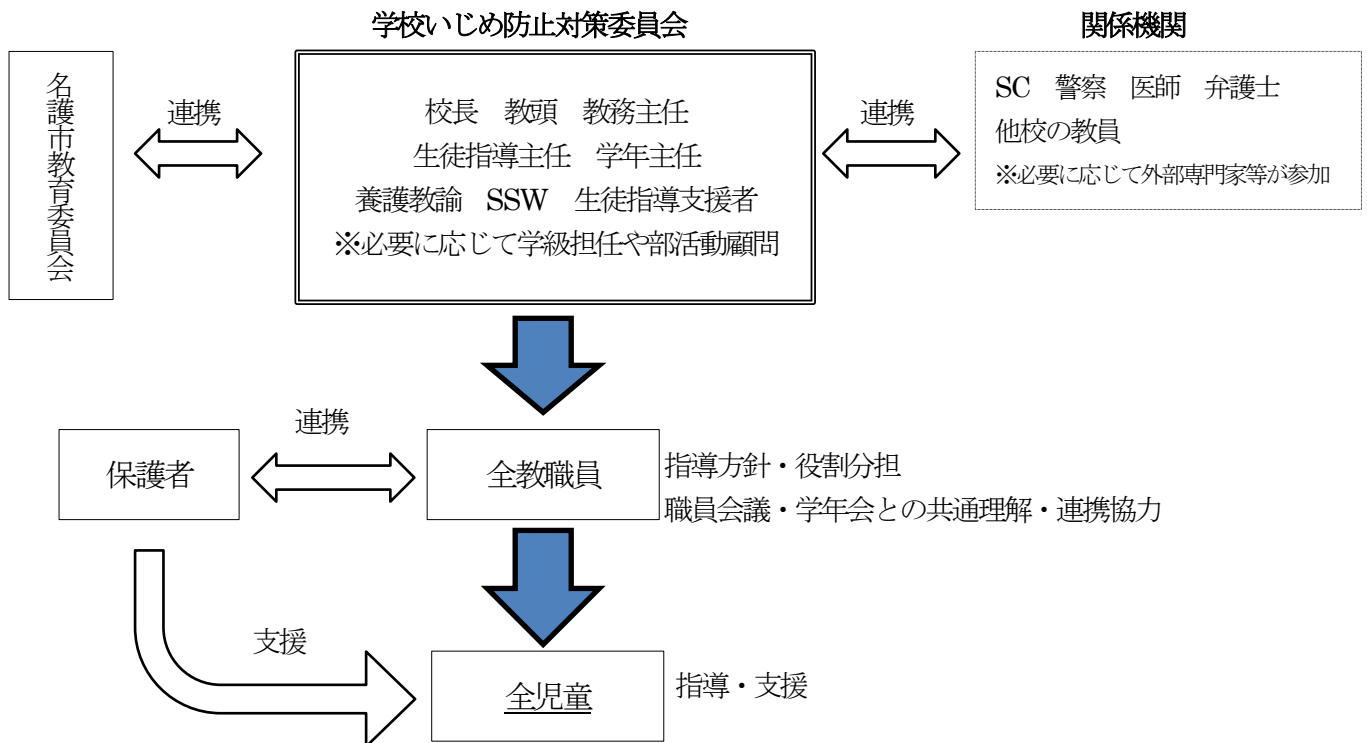 学校いじめ防止対策委員会
関係機関
名護市教育委員会
連携
校長 教頭 教務主任
生徒指導主任 学年主任
養護教諭 SSW 生徒指導支援者
※必要に応じて学級担任や部活動顧問
連携
SC 警察 医師 弁護士
他校の教員
※必要に応じて外部専門家等が参加
保護者
連携
全教職員
指導方針・役割分担
職員会議・学年会との共通理解・連携協力
支援
全児童
指導・支援